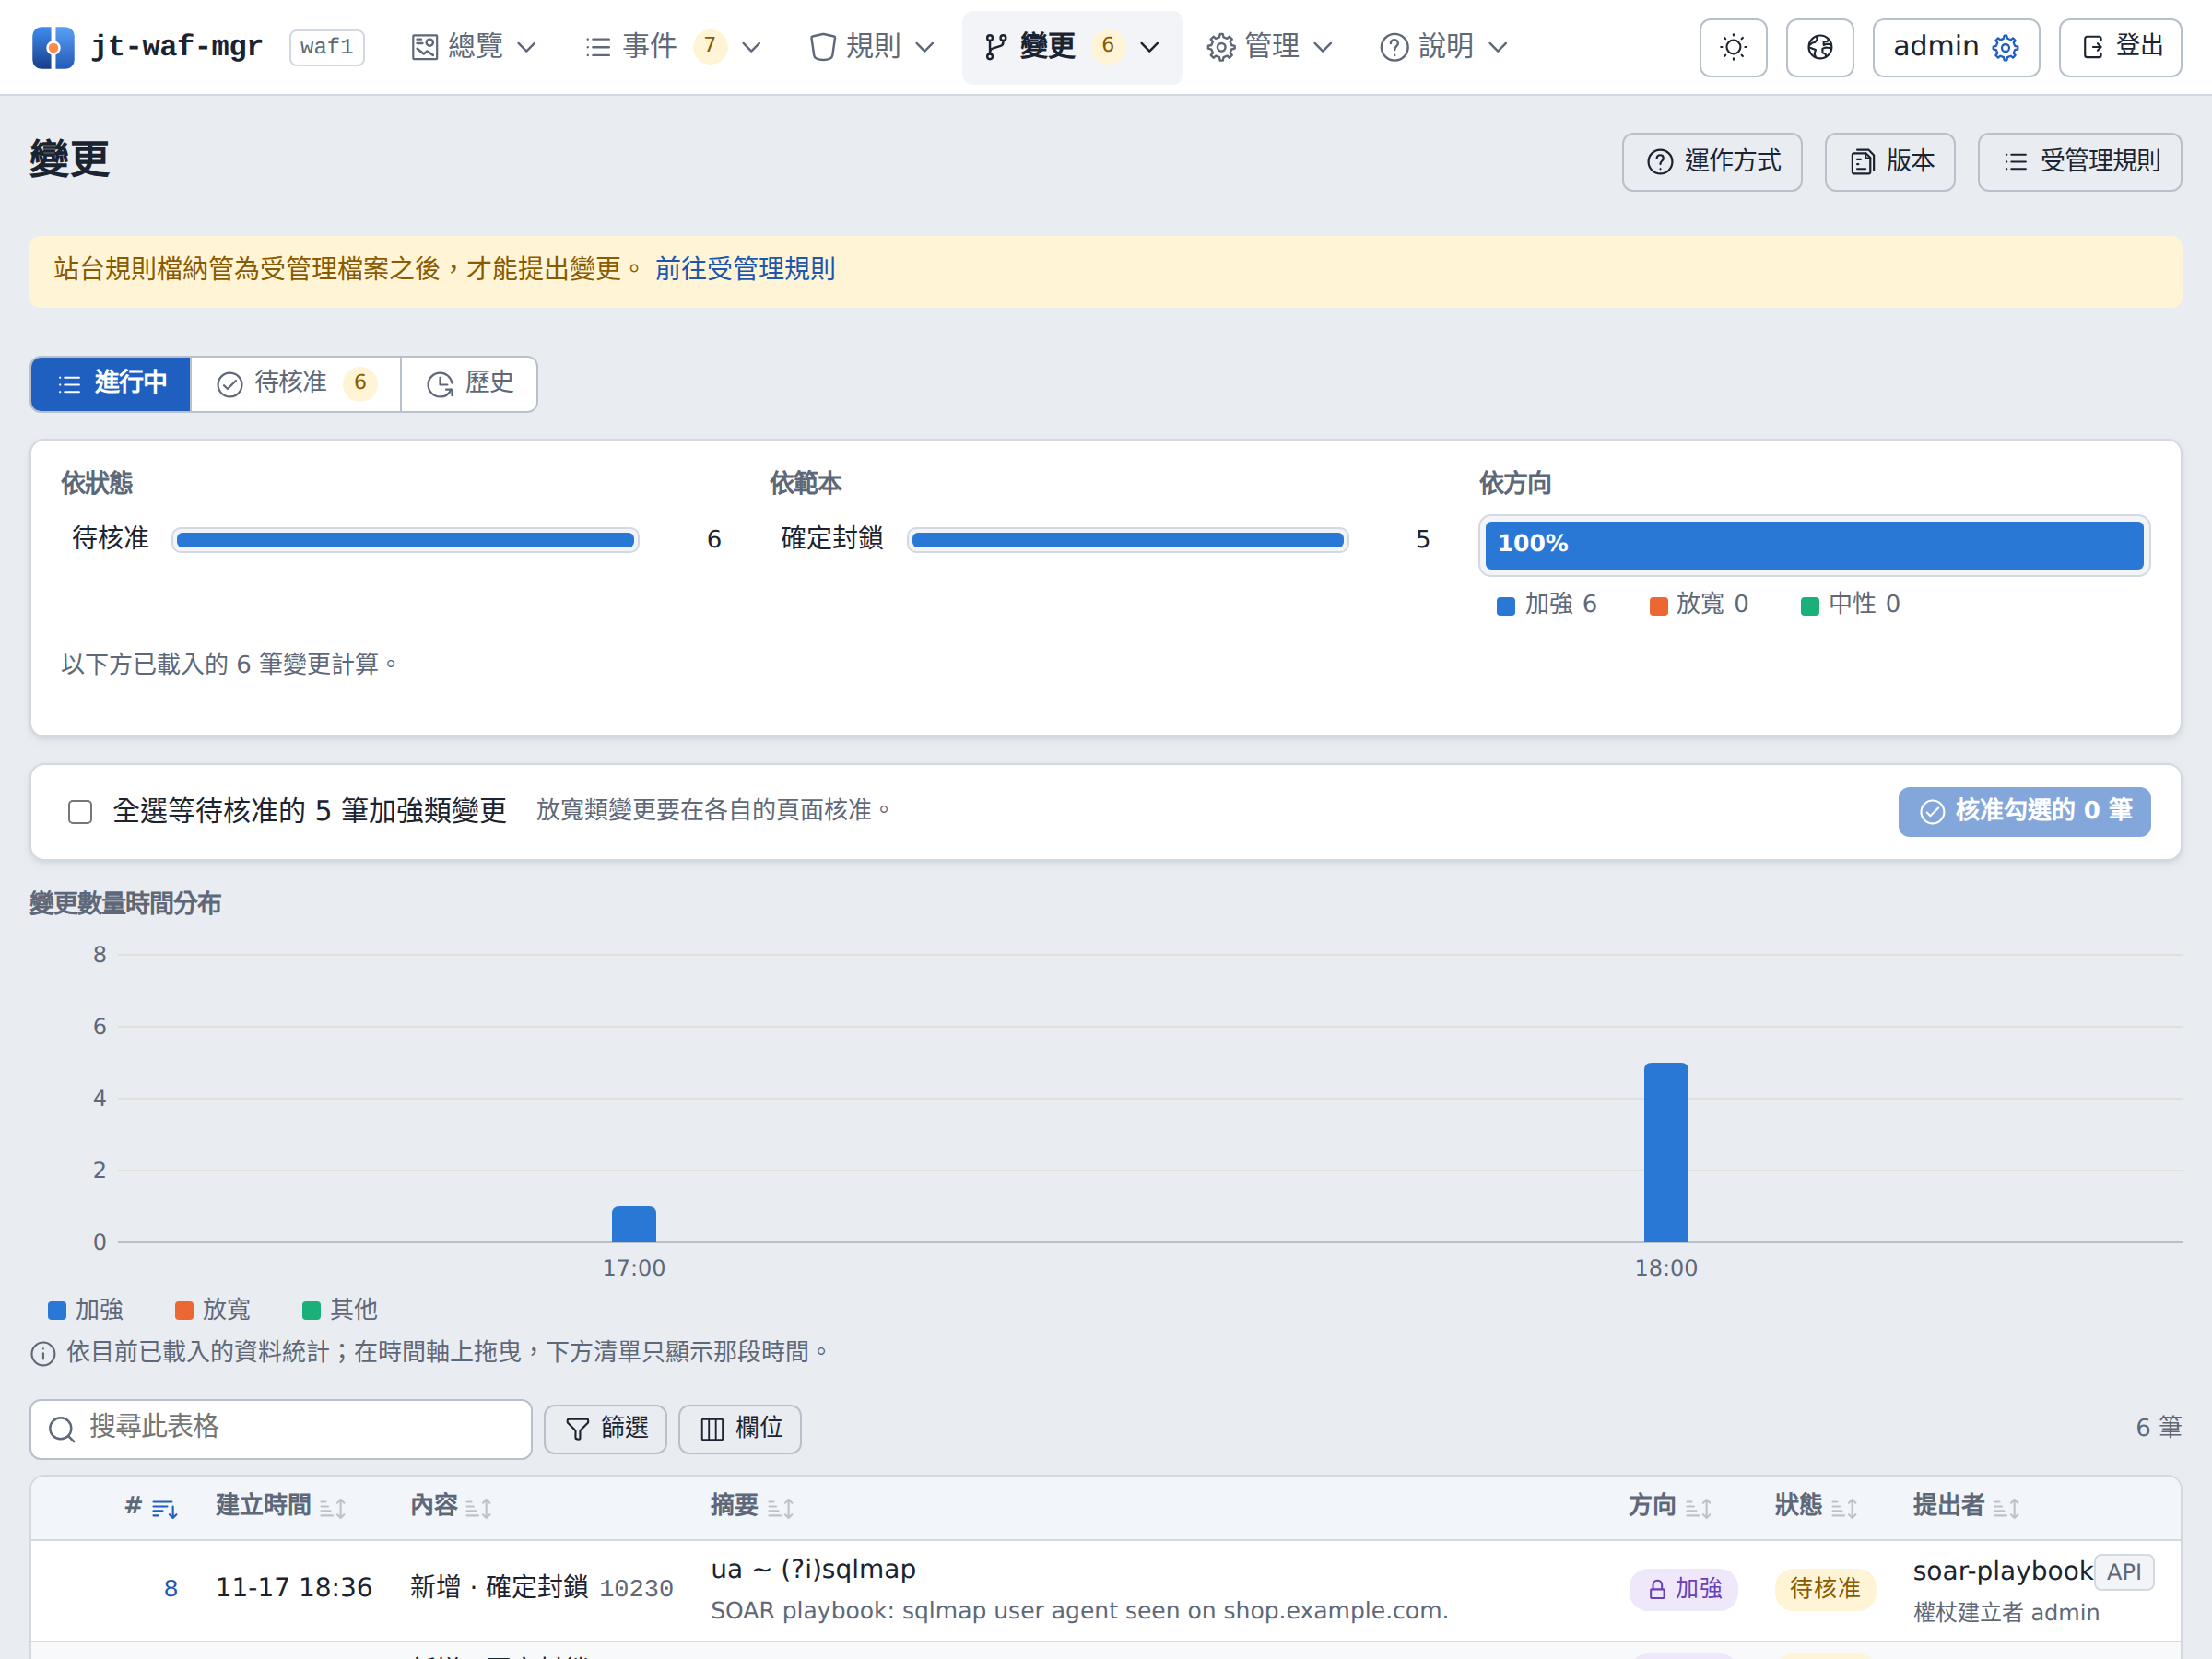 jt-waf-mgr waf1 總覽 事件 7 規則 變更 6 管理 說明 admin 登出
變更 運作方式 版本 受管理規則
站台規則檔納管為受管理檔案之後，才能提出變更。 前往受管理規則
進行中 待核准 6 歷史
依狀態 依範本 依方向
待核准 6 確定封鎖 5 100%
加強 6 放寬 0 中性 0
以下方已載入的 6 筆變更計算。
全選等待核准的 5 筆加強類變更 放寬類變更要在各自的頁面核准。 核准勾選的 0 筆
變更數量時間分布
8
6
4
2
0
17:00 18:00
加強 放寬 其他
依目前已載入的資料統計；在時間軸上拖曳，下方清單只顯示那段時間。
搜尋此表格 篩選 欄位 6 筆
# 建立時間 內容 摘要 方向 狀態 提出者
8 11-17 18:36 新增 · 確定封鎖 10230 ua ~ (?i)sqlmap 加強 待核准 soar-playbook API
SOAR playbook: sqlmap user agent seen on shop.example.com. 權杖建立者 admin